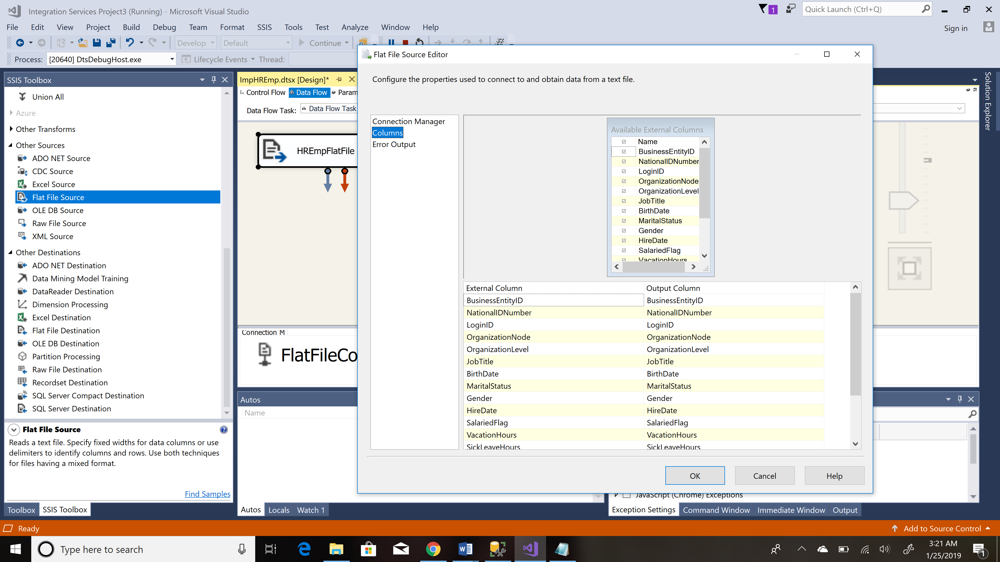 Integration Services Project3 (Running) - Microsoft Visual Studio
1
Quick Launch (Ctrl+Q)
File Edit View Project Build Debug Team Format SSIS Tools Test Analyze Window Help
Sign in
Develop Default Continue
Process: [20640] DtsDebugHost.exe Lifecycle Events Thread:
SSIS Toolbox
Union All
Azure
Other Transforms
Other Sources
ADO NET Source
CDC Source
Excel Source
Flat File Source
OLE DB Source
Raw File Source
XML Source
Other Destinations
ADO NET Destination
Data Mining Model Training
DataReader Destination
Dimension Processing
Excel Destination
Flat File Destination
OLE DB Destination
Partition Processing
Raw File Destination
Recordset Destination
SQL Server Compact Destination
SQL Server Destination
Flat File Source
Reads a text file. Specify fixed widths for data columns or use
delimiters to identify columns and rows. Use both techniques
for files having a mixed format.
Find Samples
Toolbox SSIS Toolbox
ImpHREmp.dtsx [Design]*
Control Flow Data Flow Param
Data Flow Task: Data Flow Task
HREmpFlatFile
Connection M
FlatFileCo
Autos
Name
Autos Locals Watch 1
Flat File Source Editor
Configure the properties used to connect to and obtain data from a text file.
Connection Manager
Columns
Error Output
Available External Columns
Name
BusinessEntityID
NationalIDNumber
LoginID
OrganizationNode
OrganizationLevel
JobTitle
BirthDate
MaritalStatus
Gender
HireDate
SalariedFlag
VacationHours
External Column Output Column
BusinessEntityID BusinessEntityID
NationalIDNumber NationalIDNumber
LoginID LoginID
OrganizationNode OrganizationNode
OrganizationLevel OrganizationLevel
JobTitle JobTitle
BirthDate BirthDate
MaritalStatus MaritalStatus
Gender Gender
HireDate HireDate
SalariedFlag SalariedFlag
VacationHours VacationHours
SickLeaveHours SickLeaveHours
OK Cancel Help
Solution Explorer
JavaScript (Chrome) Exceptions
Exception Settings Command Window Immediate Window Output
Ready
Add to Source Control
Type here to search
3:21 AM
1/25/2019
1